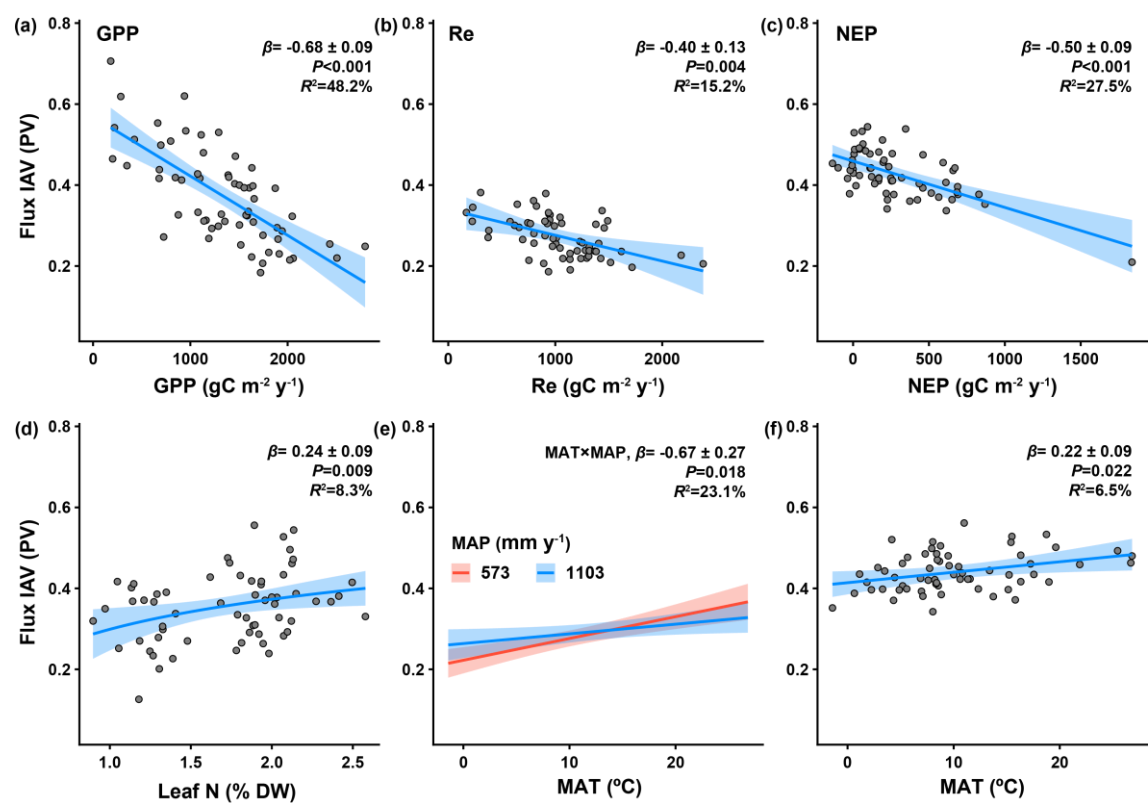 (a) GPP
β= -0.68 ± 0.09
P<0.001
R²=48.2%
Flux IAV (PV)
0.8
0.6
0.4
0.2
0 1000 2000
GPP (gC m⁻² y⁻¹)
(b) Re
β= -0.40 ± 0.13
P=0.004
R²=15.2%
0.8
0.6
0.4
0.2
0 1000 2000
Re (gC m⁻² y⁻¹)
(c) NEP
β= -0.50 ± 0.09
P<0.001
R²=27.5%
0.8
0.6
0.4
0.2
0 500 1000 1500
NEP (gC m⁻² y⁻¹)
(d)
β= 0.24 ± 0.09
P=0.009
R²=8.3%
Flux IAV (PV)
0.8
0.6
0.4
0.2
1.0 1.5 2.0 2.5
Leaf N (% DW)
(e)
MAT×MAP, β= -0.67 ± 0.27
P=0.018
R²=23.1%
MAP (mm y⁻¹)
573 1103
0.8
0.6
0.4
0.2
0 10 20
MAT (ºC)
(f)
β= 0.22 ± 0.09
P=0.022
R²=6.5%
0.8
0.6
0.4
0.2
0 10 20
MAT (ºC)